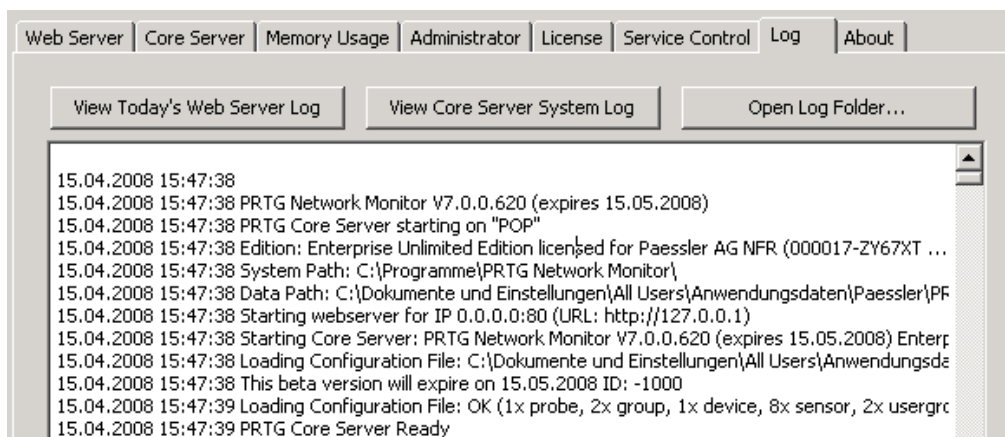 Web Server Core Server Memory Usage Administrator License Service Control Log About
View Today's Web Server Log View Core Server System Log Open Log Folder...
15.04.2008 15:47:38
15.04.2008 15:47:38 PRTG Network Monitor V7.0.0.620 (expires 15.05.2008)
15.04.2008 15:47:38 PRTG Core Server starting on "POP"
15.04.2008 15:47:38 Edition: Enterprise Unlimited Edition licensed for Paessler AG NFR (000017-ZY67XT ...
15.04.2008 15:47:38 System Path: C:\Programme\PRTG Network Monitor\
15.04.2008 15:47:38 Data Path: C:\Dokumente und Einstellungen\All Users\Anwendungsdaten\Paessler\PR
15.04.2008 15:47:38 Starting webserver for IP 0.0.0.0:80 (URL: http://127.0.0.1)
15.04.2008 15:47:38 Starting Core Server: PRTG Network Monitor V7.0.0.620 (expires 15.05.2008) Enterp
15.04.2008 15:47:38 Loading Configuration File: C:\Dokumente und Einstellungen\All Users\Anwendungsda
15.04.2008 15:47:38 This beta version will expire on 15.05.2008 ID: -1000
15.04.2008 15:47:39 Loading Configuration File: OK (1x probe, 2x group, 1x device, 8x sensor, 2x usergro
15.04.2008 15:47:39 PRTG Core Server Ready